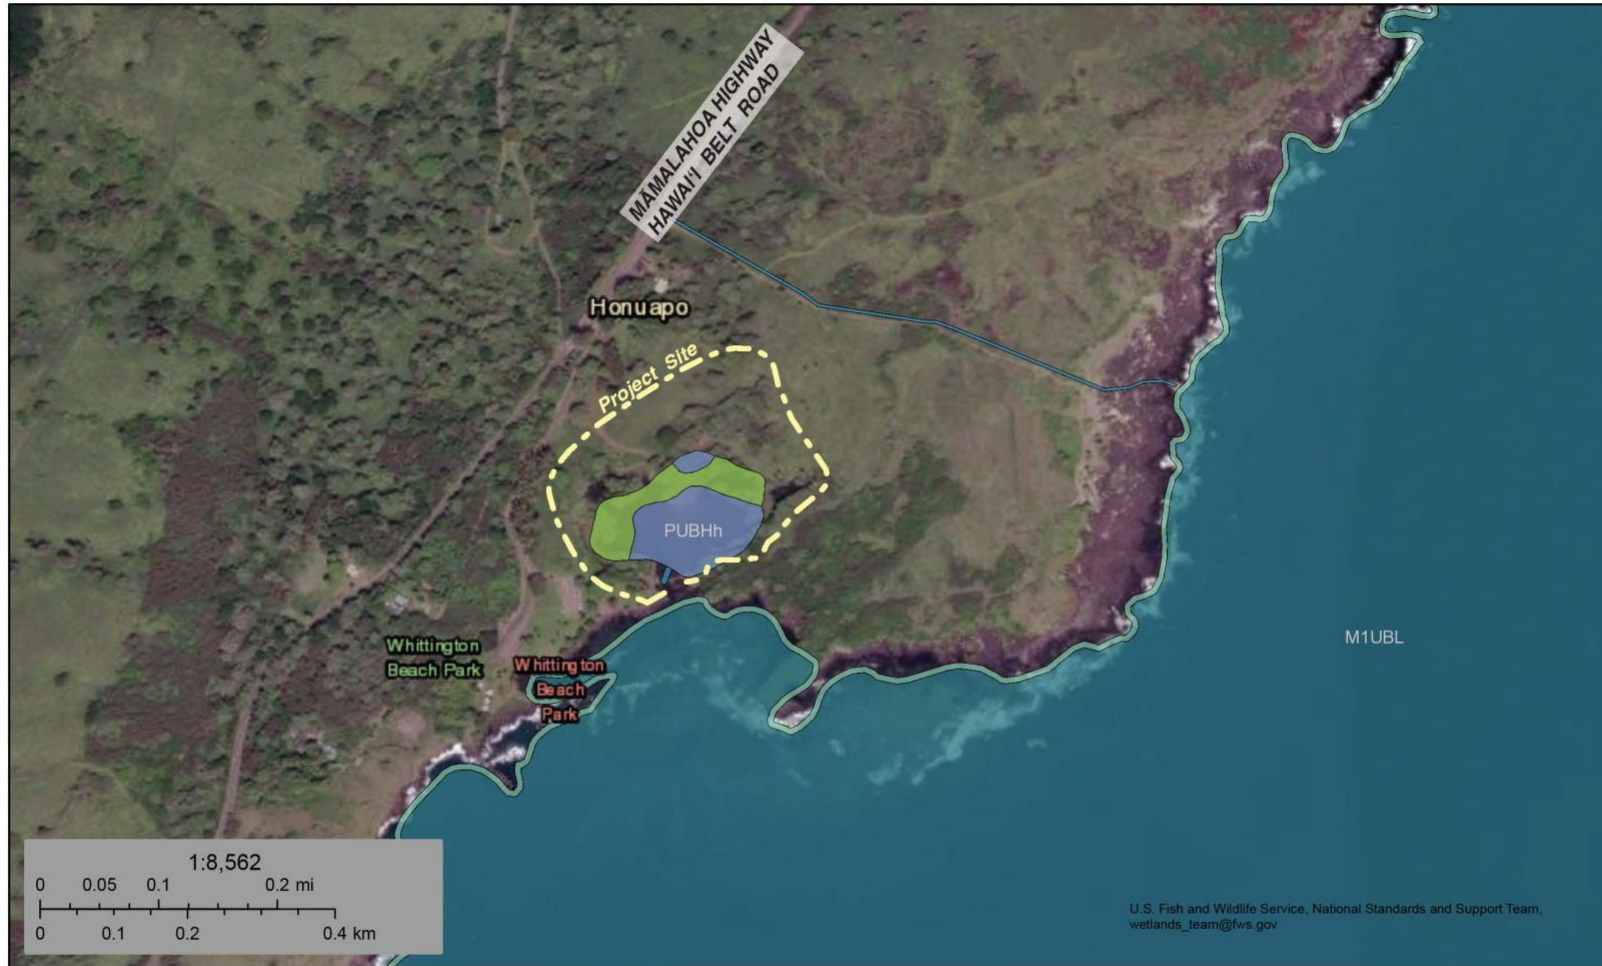 MĀMALAHOA HIGHWAY
HAWAIʻI BELT ROAD
Honuapo
Project Site
PUBHh
M1UBL
Whittington
Beach Park
Whittington
Beach
Park
1:8,562
0 0.05 0.1 0.2 mi
0 0.1 0.2 0.4 km
U.S. Fish and Wildlife Service, National Standards and Support Team,
wetlands_team@fws.gov